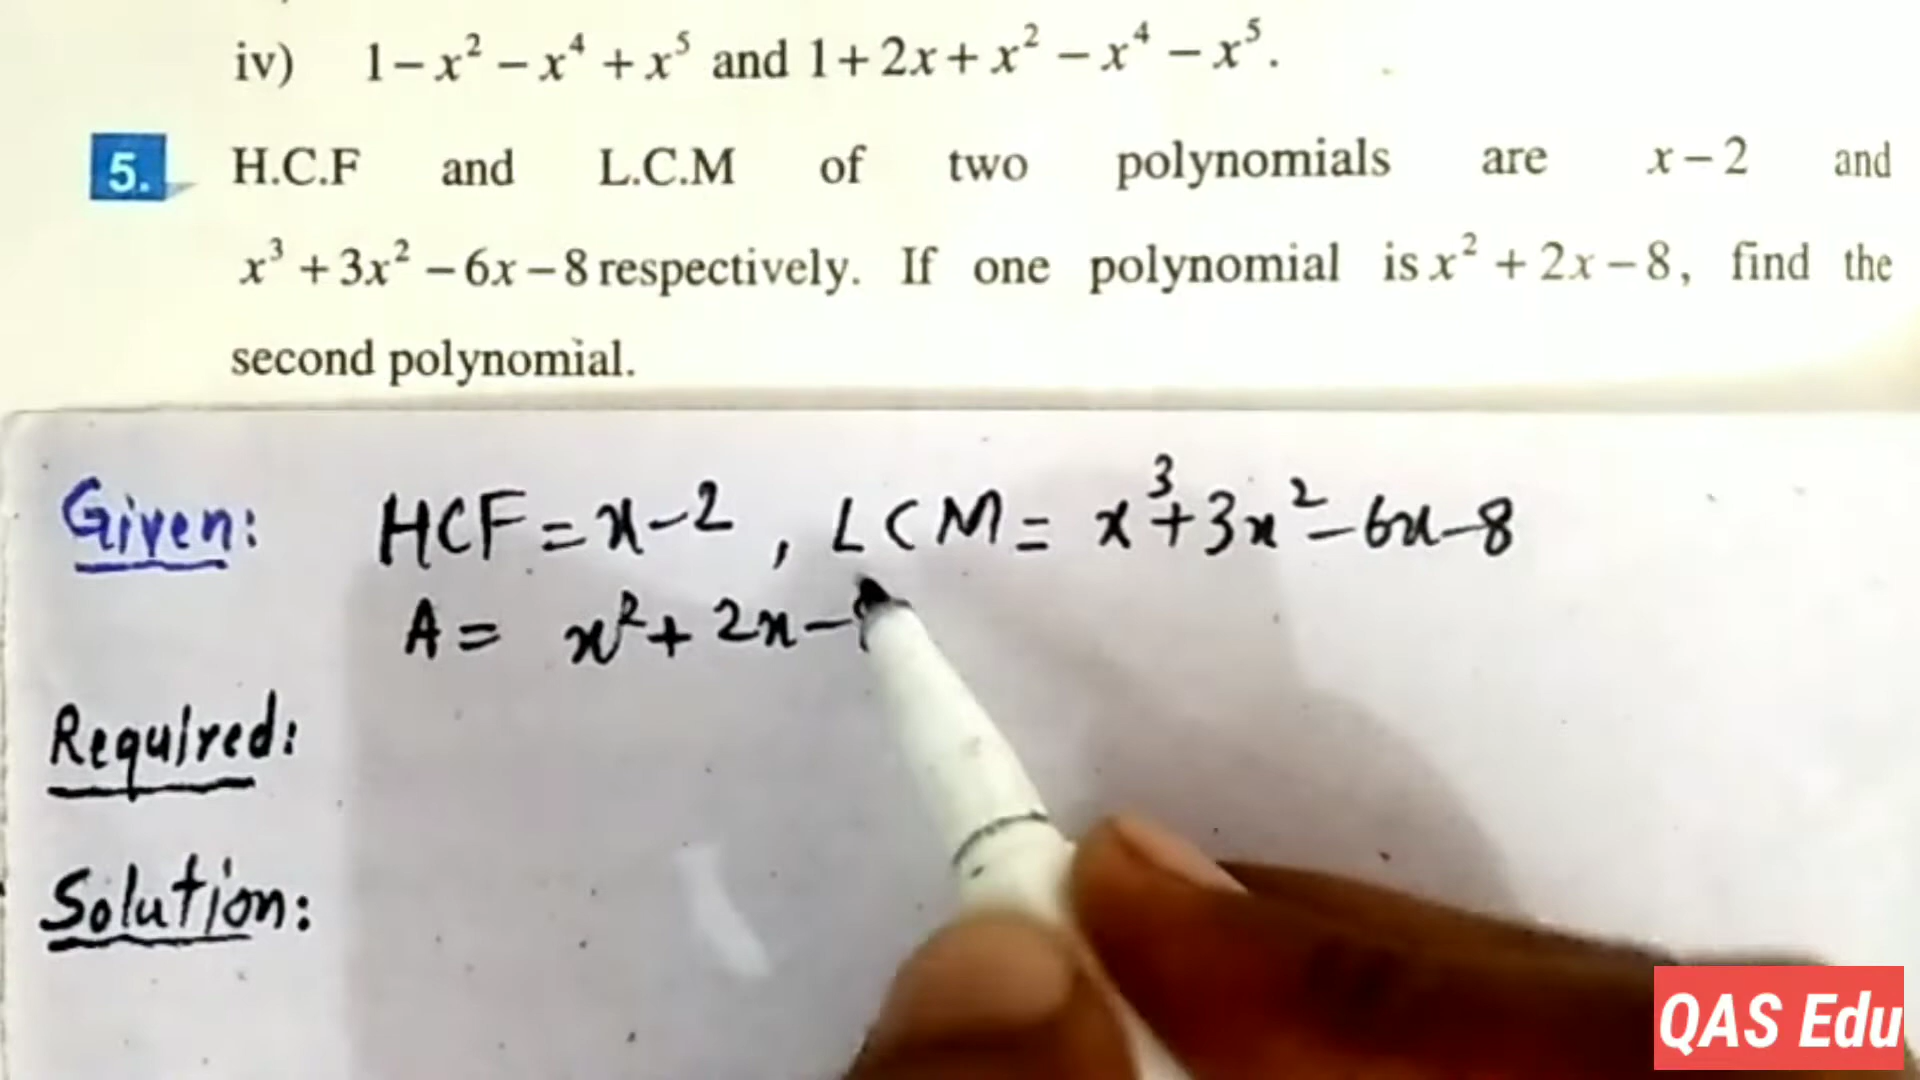 iv) 1 − x² − x⁴ + x⁵ and 1 + 2x + x² − x⁴ − x⁵.
5. H.C.F and L.C.M of two polynomials are x − 2 and
x³ + 3x² − 6x − 8 respectively. If one polynomial is x² + 2x − 8, find the
second polynomial.
Given: HCF = x − 2, LCM = x³ + 3x² − 6x − 8
A = x² + 2x −
Required:
Solution:
QAS Edu